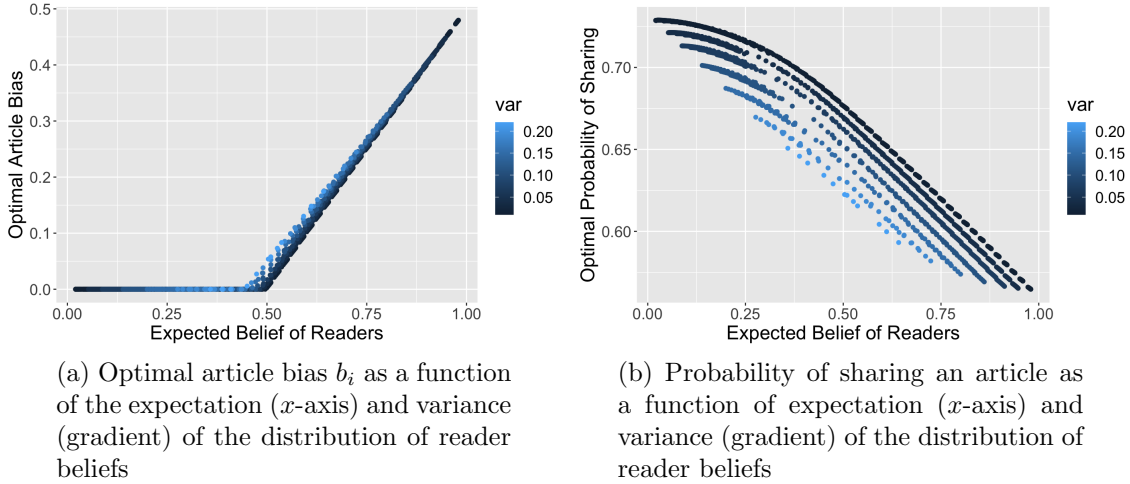 0.5
0.4
0.3
0.2
0.1
0.0
Optimal Article Bias
0.00
0.25
0.50
0.75
1.00
Expected Belief of Readers
var
0.20
0.15
0.10
0.05
(a) Optimal article bias b_i as a function
of the expectation (x-axis) and variance
(gradient) of the distribution of reader
beliefs
0.70
0.65
0.60
Optimal Probability of Sharing
0.00
0.25
0.50
0.75
1.00
Expected Belief of Readers
var
0.20
0.15
0.10
0.05
(b) Probability of sharing an article as
a function of expectation (x-axis) and
variance (gradient) of the distribution of
reader beliefs